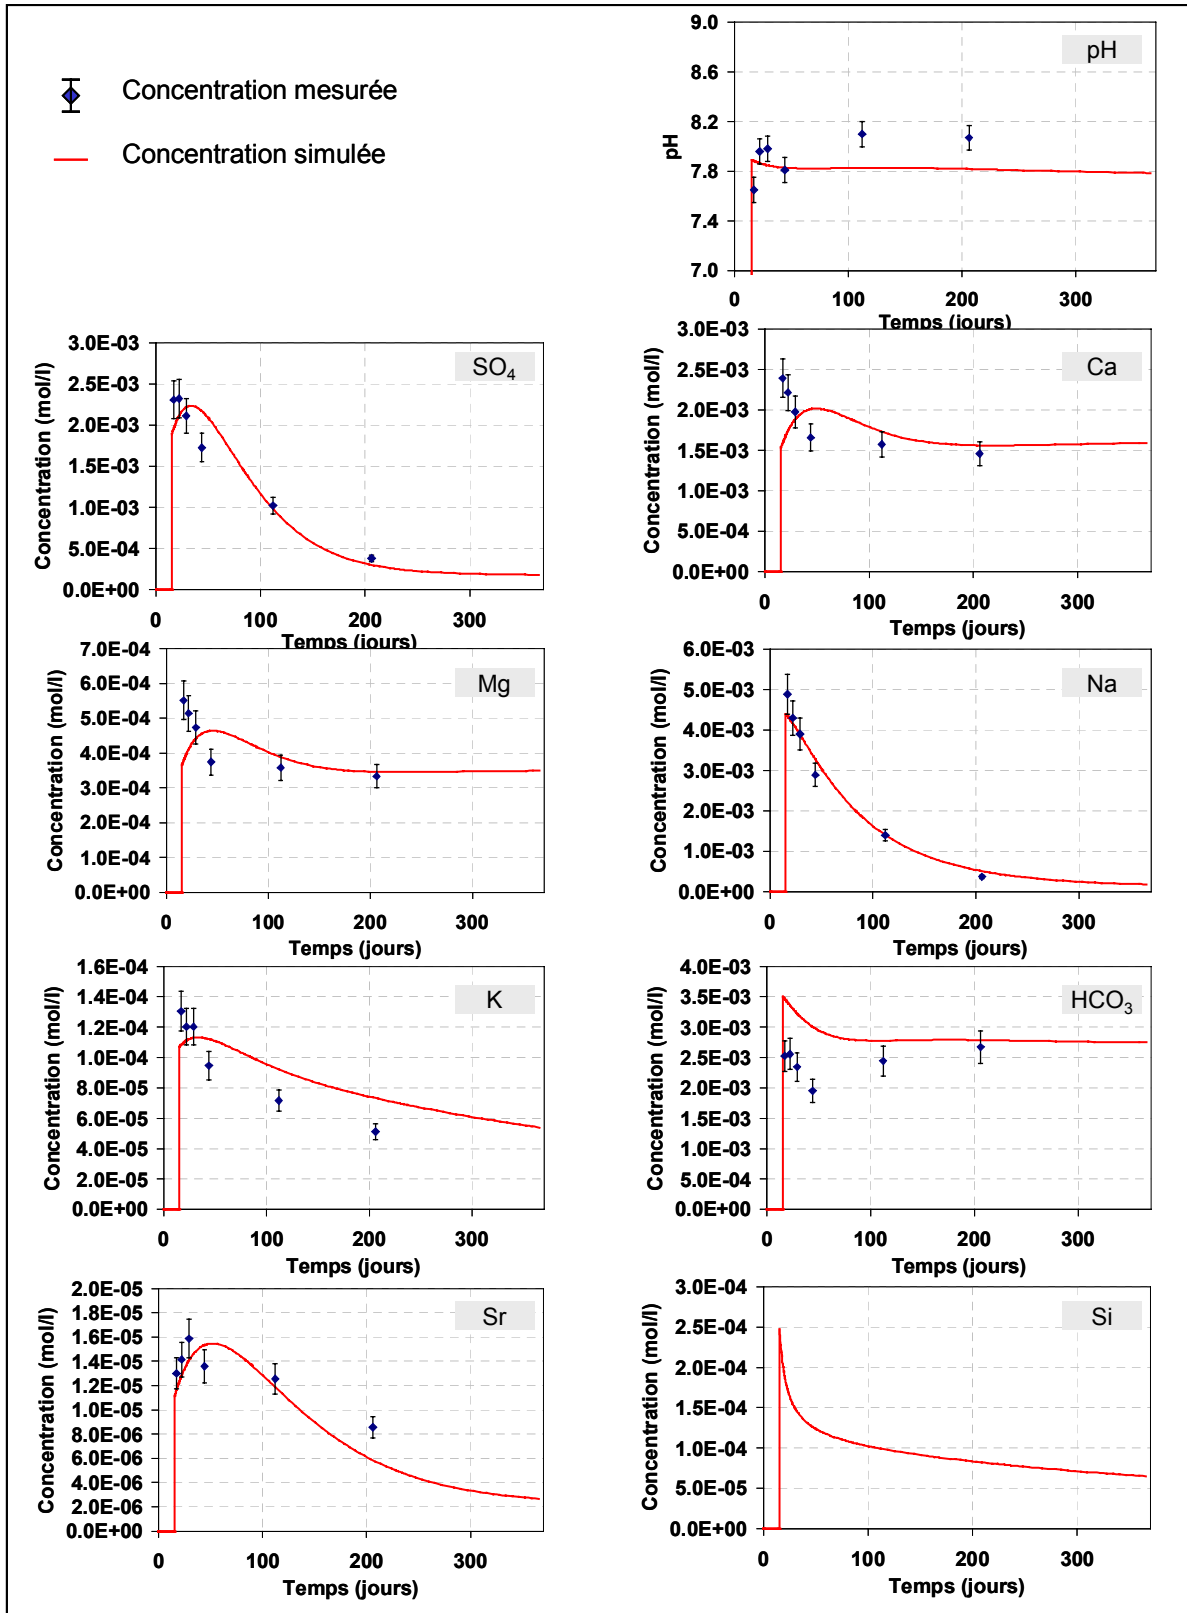 Concentration mesurée
Concentration simulée
pH
pH
9.0
8.6
8.2
7.8
7.4
7.0
0 100 200 300
Temps (jours)
SO4
Concentration (mol/l)
3.0E-03
2.5E-03
2.0E-03
1.5E-03
1.0E-03
5.0E-04
0.0E+00
0 100 200 300
Temps (jours)
Ca
Concentration (mol/l)
3.0E-03
2.5E-03
2.0E-03
1.5E-03
1.0E-03
5.0E-04
0.0E+00
0 100 200 300
Temps (jours)
Mg
Concentration (mol/l)
7.0E-04
6.0E-04
5.0E-04
4.0E-04
3.0E-04
2.0E-04
1.0E-04
0.0E+00
0 100 200 300
Temps (jours)
Na
Concentration (mol/l)
6.0E-03
5.0E-03
4.0E-03
3.0E-03
2.0E-03
1.0E-03
0.0E+00
0 100 200 300
Temps (jours)
K
Concentration (mol/l)
1.6E-04
1.4E-04
1.2E-04
1.0E-04
8.0E-05
6.0E-05
4.0E-05
2.0E-05
0.0E+00
0 100 200 300
Temps (jours)
HCO3
Concentration (mol/l)
4.0E-03
3.5E-03
3.0E-03
2.5E-03
2.0E-03
1.5E-03
1.0E-03
5.0E-04
0.0E+00
0 100 200 300
Temps (jours)
Sr
Concentration (mol/l)
2.0E-05
1.8E-05
1.6E-05
1.4E-05
1.2E-05
1.0E-05
8.0E-06
6.0E-06
4.0E-06
2.0E-06
0.0E+00
0 100 200 300
Temps (jours)
Si
Concentration (mol/l)
3.0E-04
2.5E-04
2.0E-04
1.5E-04
1.0E-04
5.0E-05
0.0E+00
0 100 200 300
Temps (jours)